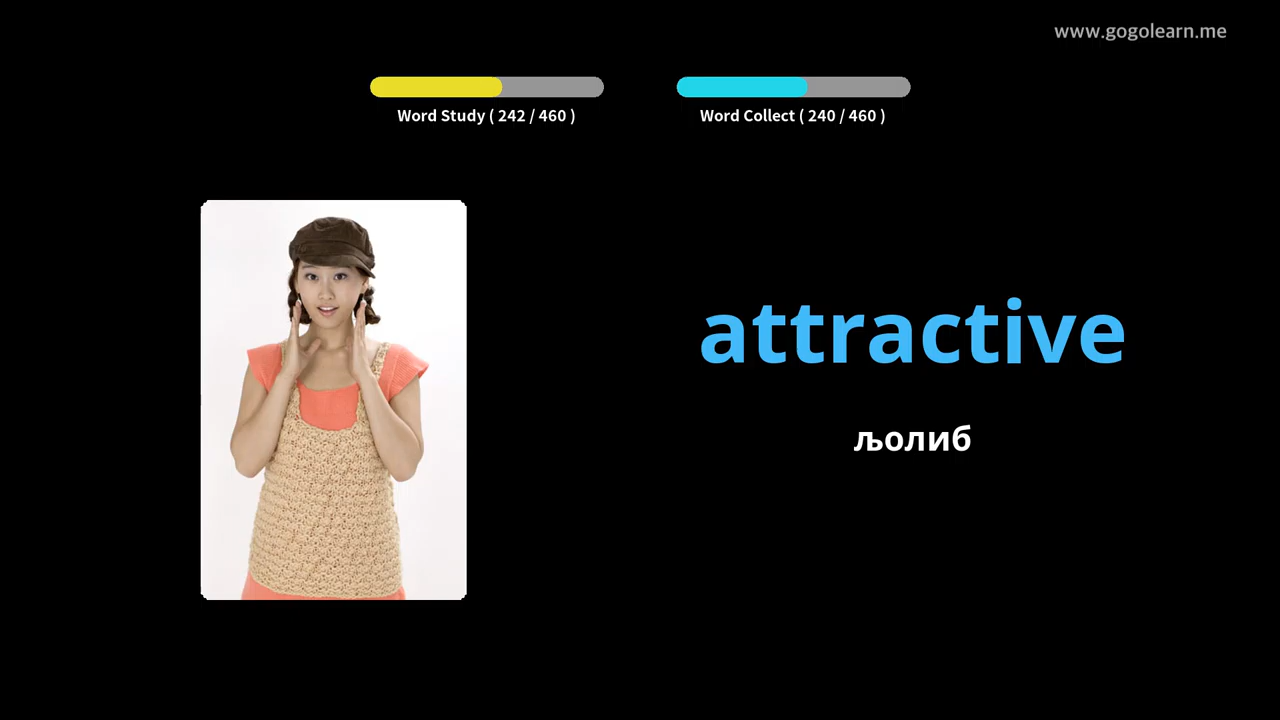 www.gogolearn.me
Word Study ( 242 / 460 )
Word Collect ( 240 / 460 )
attractive
љолиб